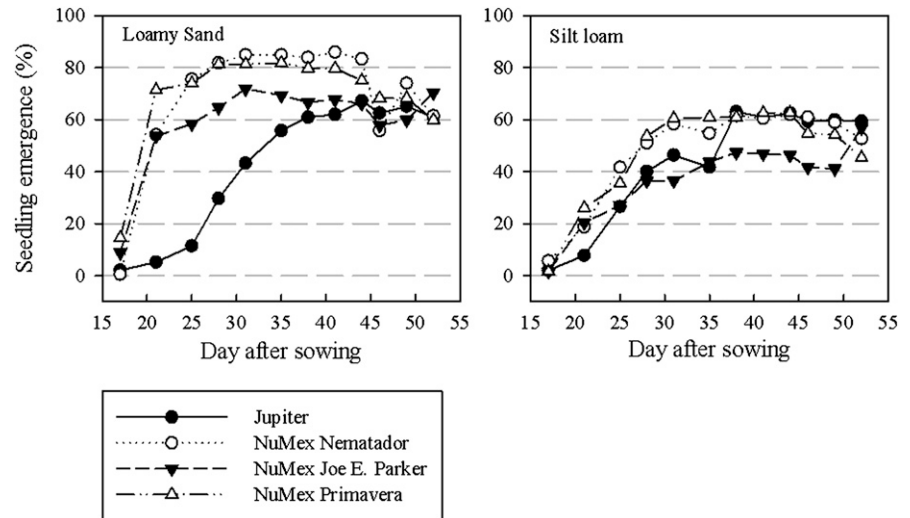 Loamy Sand
Silt loam
Seedling emergence (%)
100
80
60
40
20
0
15 20 25 30 35 40 45 50 55
Day after sowing
100
80
60
40
20
0
15 20 25 30 35 40 45 50 55
Day after sowing
Jupiter
NuMex Nematador
NuMex Joe E. Parker
NuMex Primavera